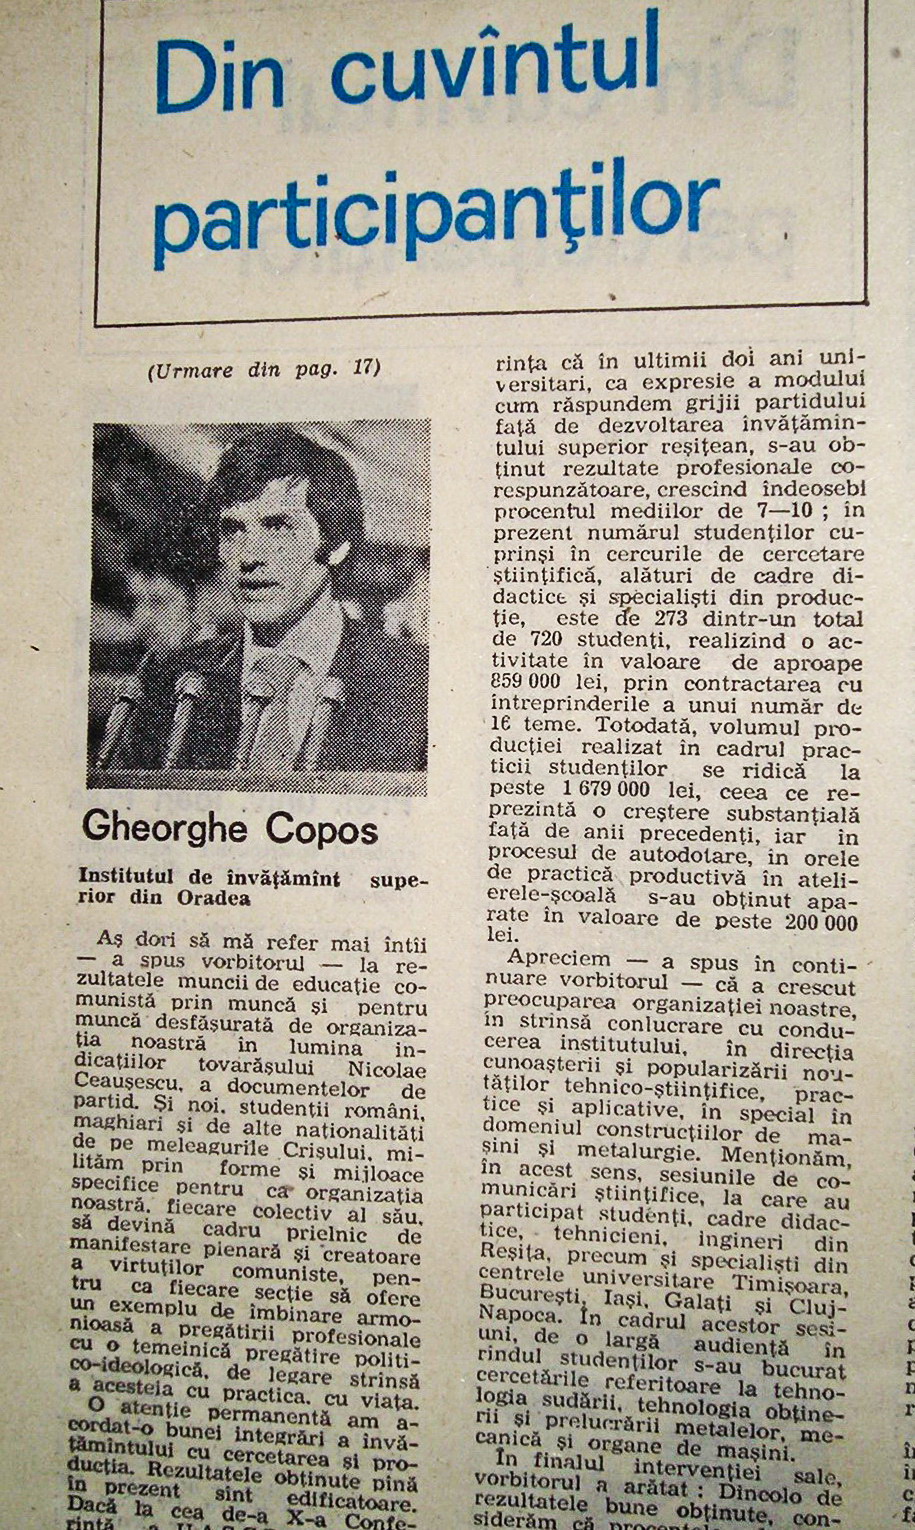 Din cuvîntul
participanţilor
(Urmare din pag. 17)
Gheorghe Copos
Institutul de învăţămînt supe-
rior din Oradea
Aş dori să mă refer mai întîi
— a spus vorbitorul — la re-
zultatele muncii de educaţie co-
munistă prin muncă şi pentru
muncă desfăşurată de organiza-
ţia noastră în lumina in-
dicaţiilor tovarăşului Nicolae
Ceauşescu, a documentelor de
partid. Şi noi, studenţii români,
maghiari şi de alte naţionalităţi
de pe meleagurile Crişului, mi-
lităm prin forme şi mijloace
specifice pentru ca organizaţia
noastră, fiecare colectiv al său,
să devină cadru prielnic de
manifestare plenară şi creatoare
a virtuţilor comuniste, pen-
tru ca fiecare secţie să ofere
un exemplu de îmbinare armo-
nioasă a pregătirii profesionale
cu o temeinică pregătire politi-
co-ideologică, de legare strînsă
a acesteia cu practica, cu viaţa.
O atenţie permanentă am a-
cordat-o bunei integrări a învă-
ţămîntului cu cercetarea şi pro-
ducţia. Rezultatele obţinute pînă
în prezent sînt edificatoare.
Dacă la cea de-a X-a Confe-
rinţă a
rinţa că în ultimii doi ani uni-
versitari, ca expresie a modului
cum răspundem grijii partidului
faţă de dezvoltarea învăţămin-
tului superior reşiţean, s-au ob-
ţinut rezultate profesionale co-
respunzătoare, crescînd îndeosebi
procentul mediilor de 7—10 ; în
prezent numărul studenţilor cu-
prinşi în cercurile de cercetare
ştiinţifică, alături de cadre di-
dactice şi specialişti din produc-
ţie, este de 273 dintr-un total
de 720 studenţi, realizînd o ac-
tivitate în valoare de aproape
859 000 lei, prin contractarea cu
întreprinderile a unui număr de
16 teme. Totodată, volumul pro-
ducţiei realizat în cadrul prac-
ticii studenţilor se ridică la
peste 1 679 000 lei, ceea ce re-
prezintă o creştere substanţială
faţă de anii precedenţi, iar în
procesul de autodotare, în orele
de practică productivă în ateli-
erele-şcoală s-au obţinut apa-
rate în valoare de peste 200 000
lei.
Apreciem — a spus în conti-
nuare vorbitorul — că a crescut
preocuparea organizaţiei noastre,
în strînsă conlucrare cu condu-
cerea institutului, în direcţia
cunoaşterii şi popularizării nou-
tăţilor tehnico-ştiinţifice, prac-
tice şi aplicative, în special în
domeniul construcţiilor de ma-
şini şi metalurgie. Menţionăm,
în acest sens, sesiunile de co-
municări ştiinţifice, la care au
participat studenţi, cadre didac-
tice, tehnicieni, ingineri din
Reşiţa, precum şi specialişti din
centrele universitare Timişoara,
Bucureşti, Iaşi, Galaţi şi Cluj-
Napoca. În cadrul acestor sesi-
uni, de o largă audienţă în
rîndul studenţilor s-au bucurat
cercetările referitoare la tehno-
logia sudării, tehnologia obţine-
rii şi prelucrării metalelor, me-
canică şi organe de maşini.
În finalul intervenţiei sale,
vorbitorul a arătat : Dincolo de
rezultatele bune obţinute, con-
siderăm că procentele